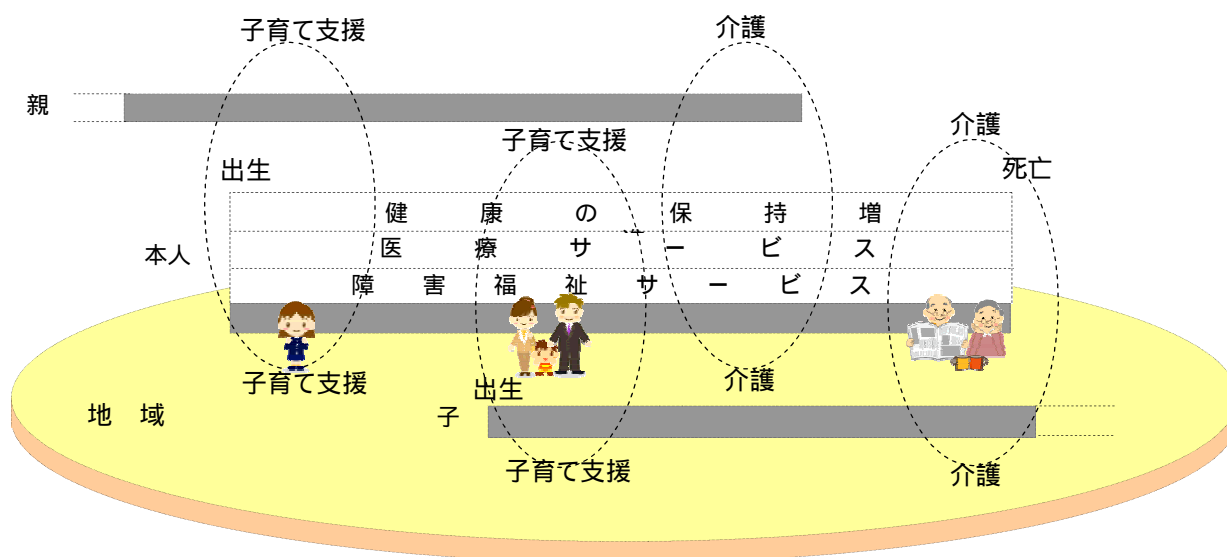 子育て支援
介護
親
子育て支援
介護
出生
死亡
健康の保持増
医療サービス
本人
障害福祉サービス
子育て支援
介護
出生
地域
子
子育て支援
介護